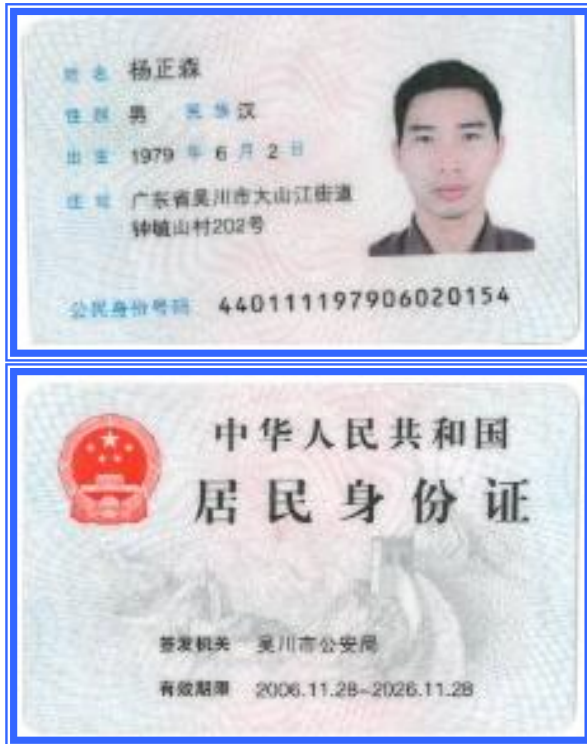 姓名 杨正森
性别 男 民族 汉
出生 1979 年 6 月 2 日
住址 广东省吴川市大山江街道
钟毓山村202号
公民身份号码 440111197906020154
中华人民共和国
居民身份证
签发机关 吴川市公安局
有效期限 2006.11.28-2026.11.28